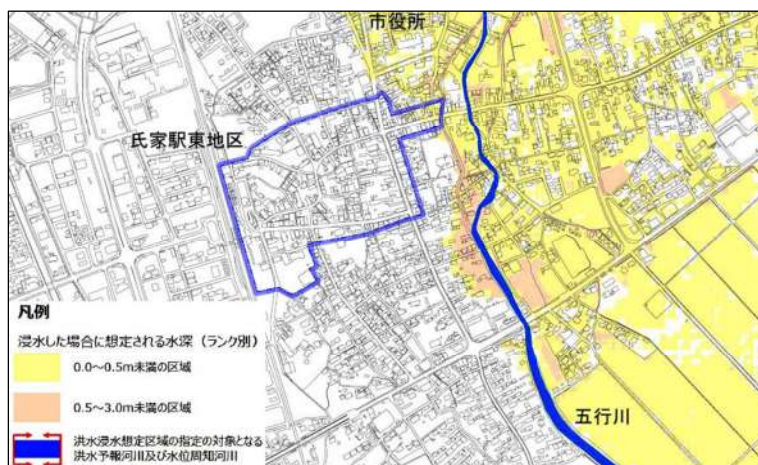 市役所
氏家駅東地区
凡例
浸水した場合に想定される水深（ランク別）
0.0～0.5m未満の区域
0.5～3.0m未満の区域
洪水浸水想定区域の指定の対象となる
洪水予報河川及び水位周知河川
五行川